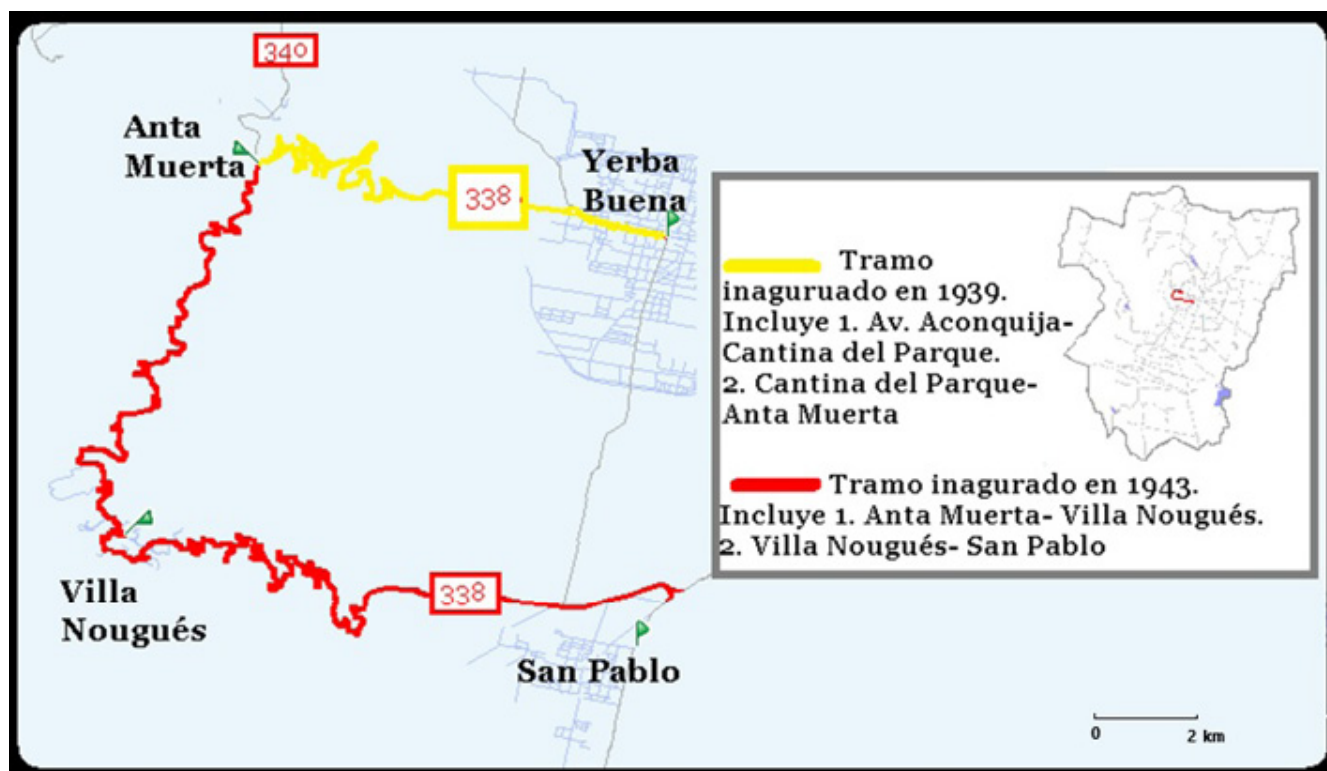 340
Anta
Muerta
338
Yerba
Buena
Tramo
inaguruado en 1939.
Incluye 1. Av. Aconquija-
Cantina del Parque.
2. Cantina del Parque-
Anta Muerta
Tramo inagurado en 1943.
Incluye 1. Anta Muerta- Villa Nougués.
2. Villa Nougués- San Pablo
Villa
Nougués
338
San Pablo
0 2 km